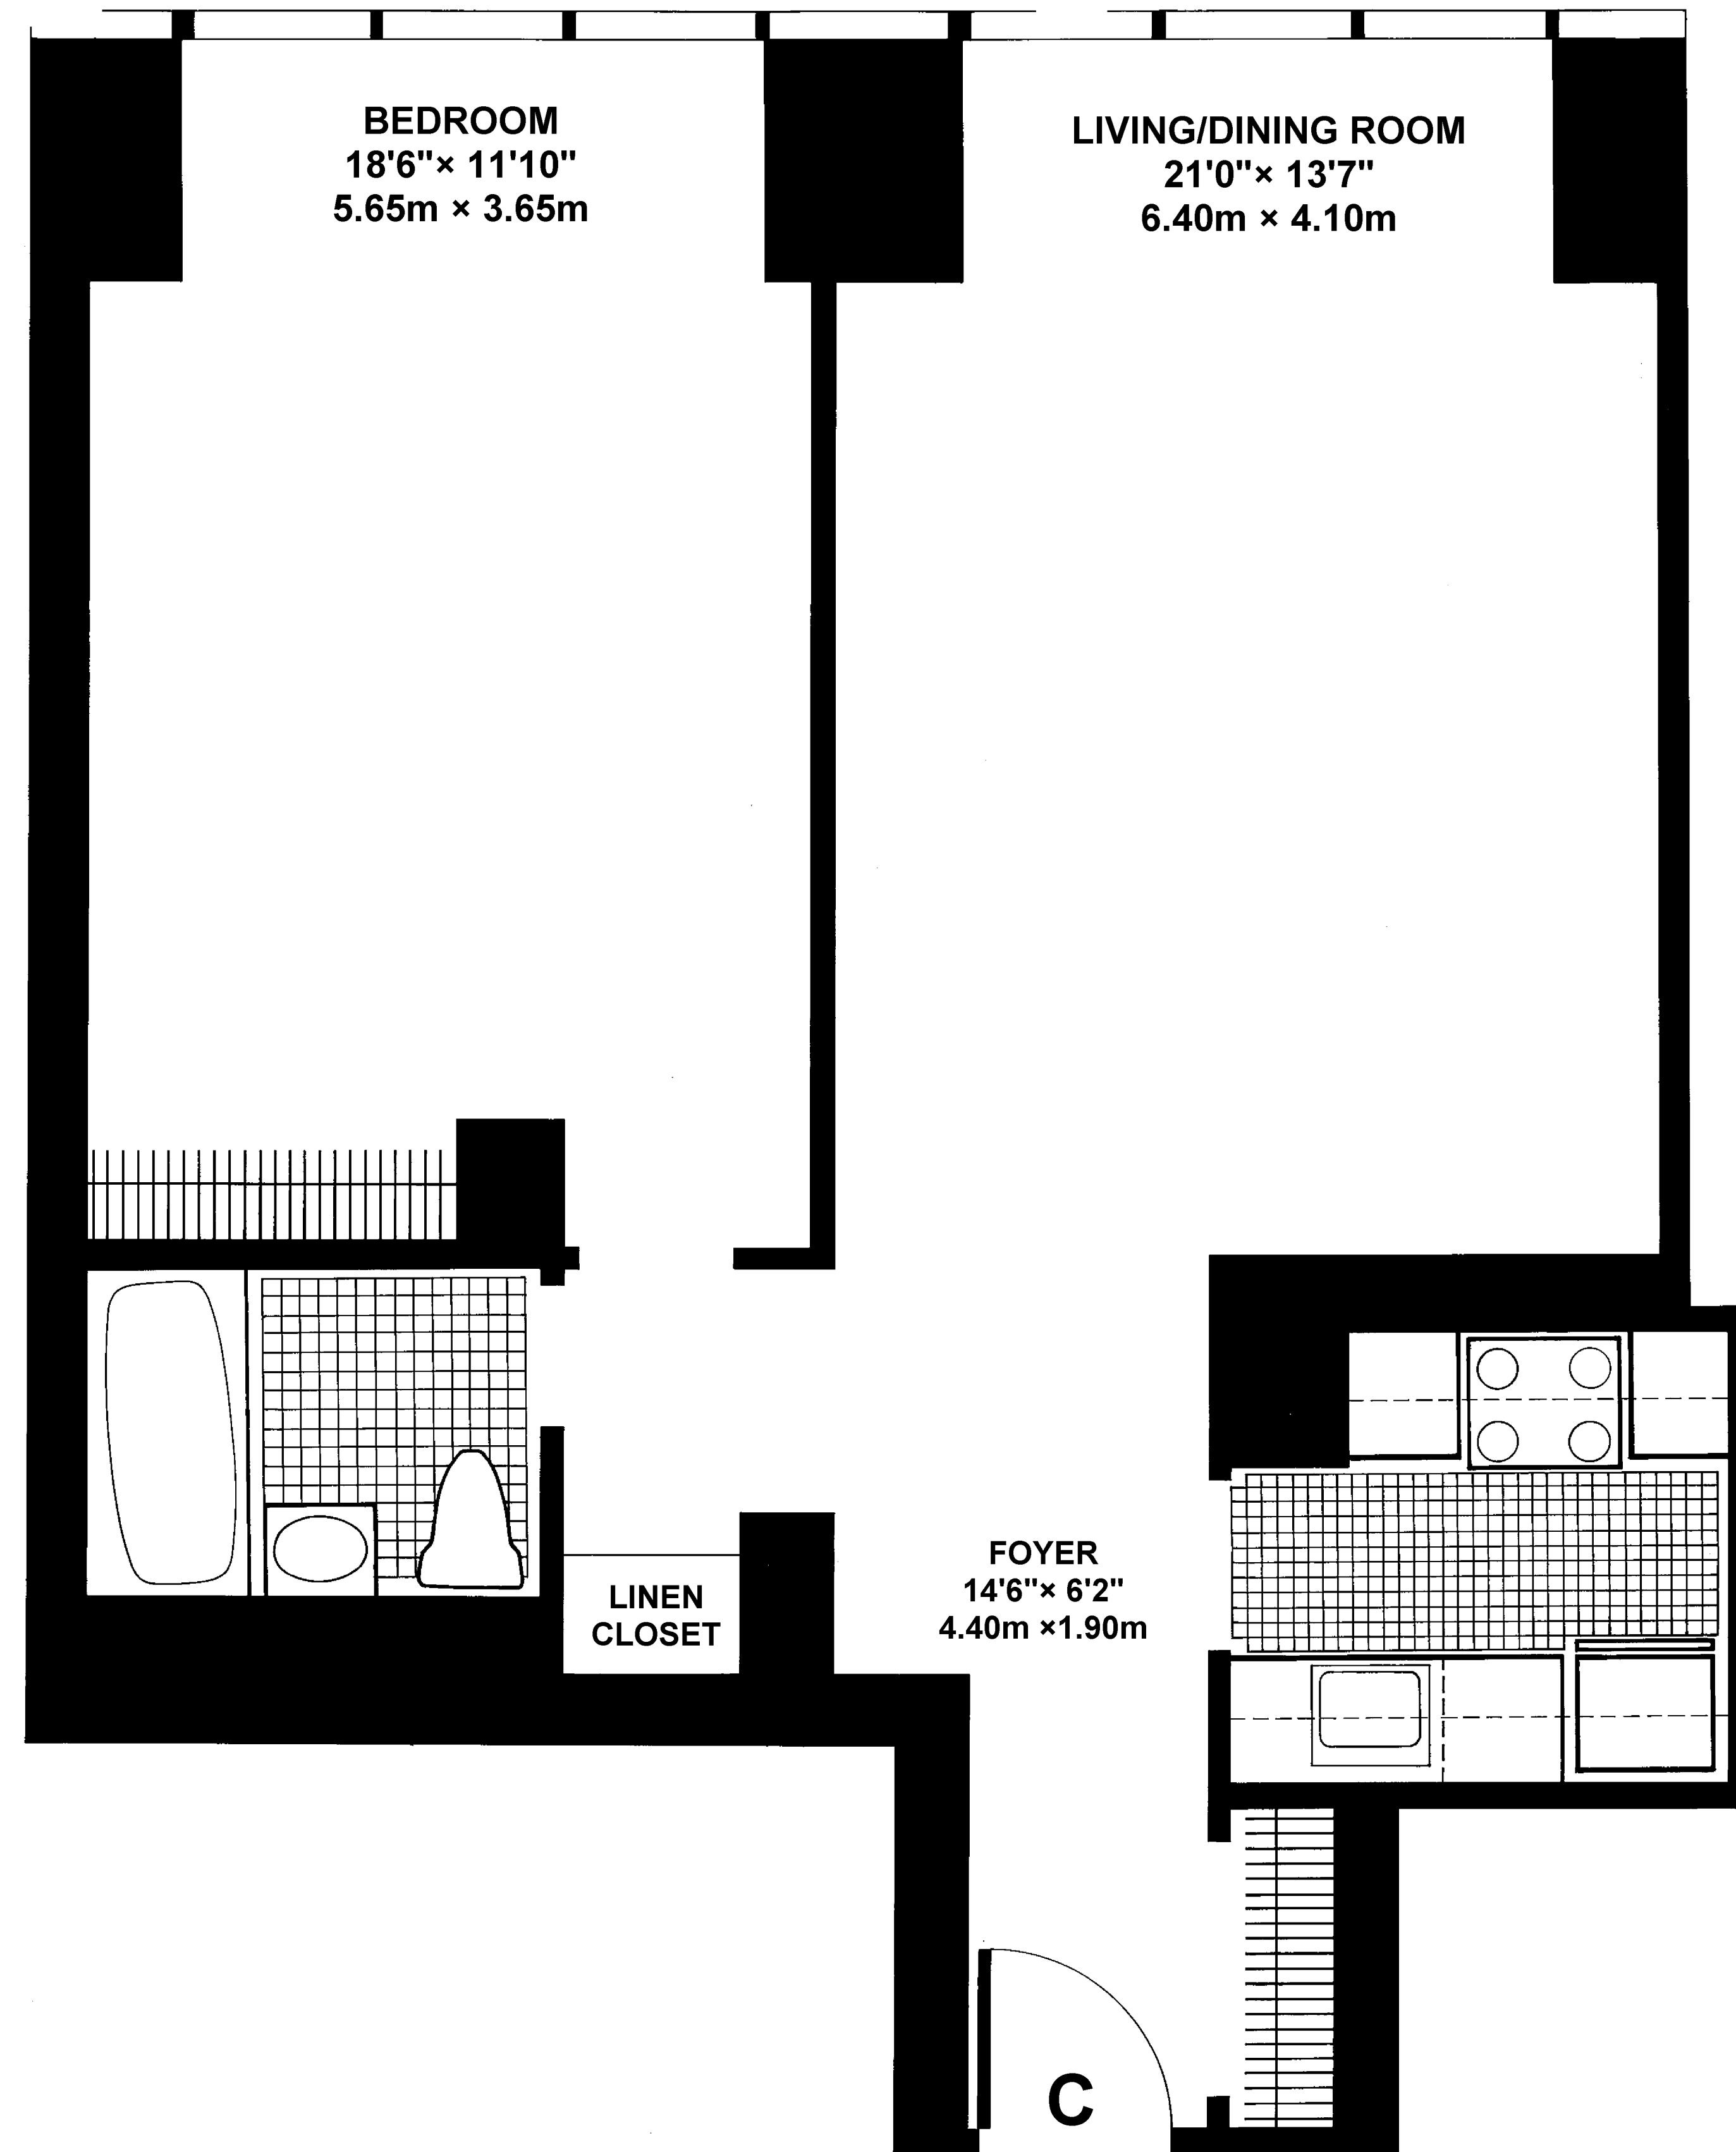 BEDROOM
18'6"× 11'10"
5.65m × 3.65m
LIVING/DINING ROOM
21'0"× 13'7"
6.40m × 4.10m
FOYER
14'6"× 6'2"
4.40m ×1.90m
LINEN
CLOSET
C